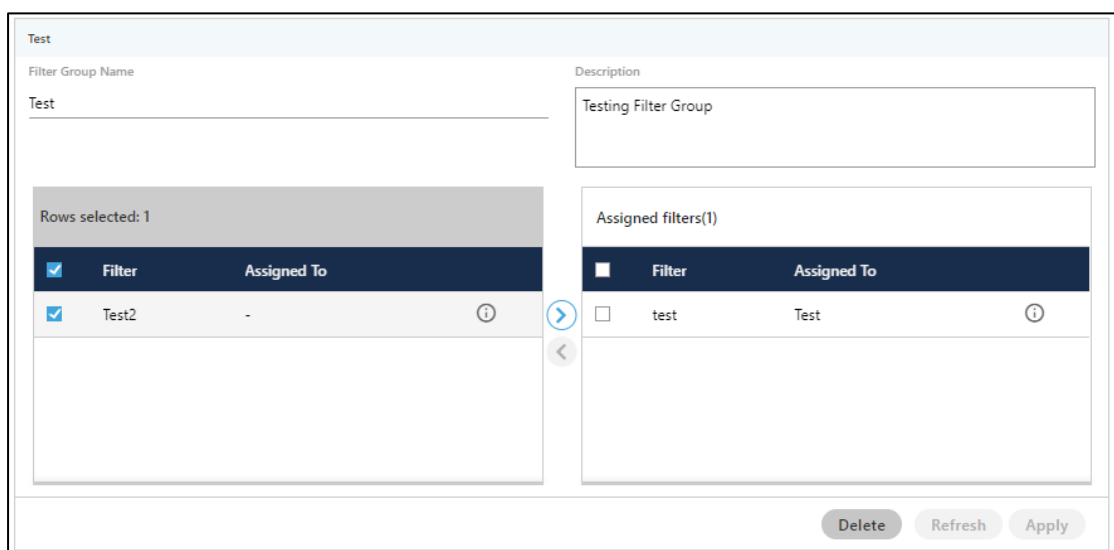 Test
Filter Group Name
Test
Description
Testing Filter Group
Rows selected: 1
Filter Assigned To
Test2 -
Assigned filters(1)
Filter Assigned To
test Test
Delete Refresh Apply